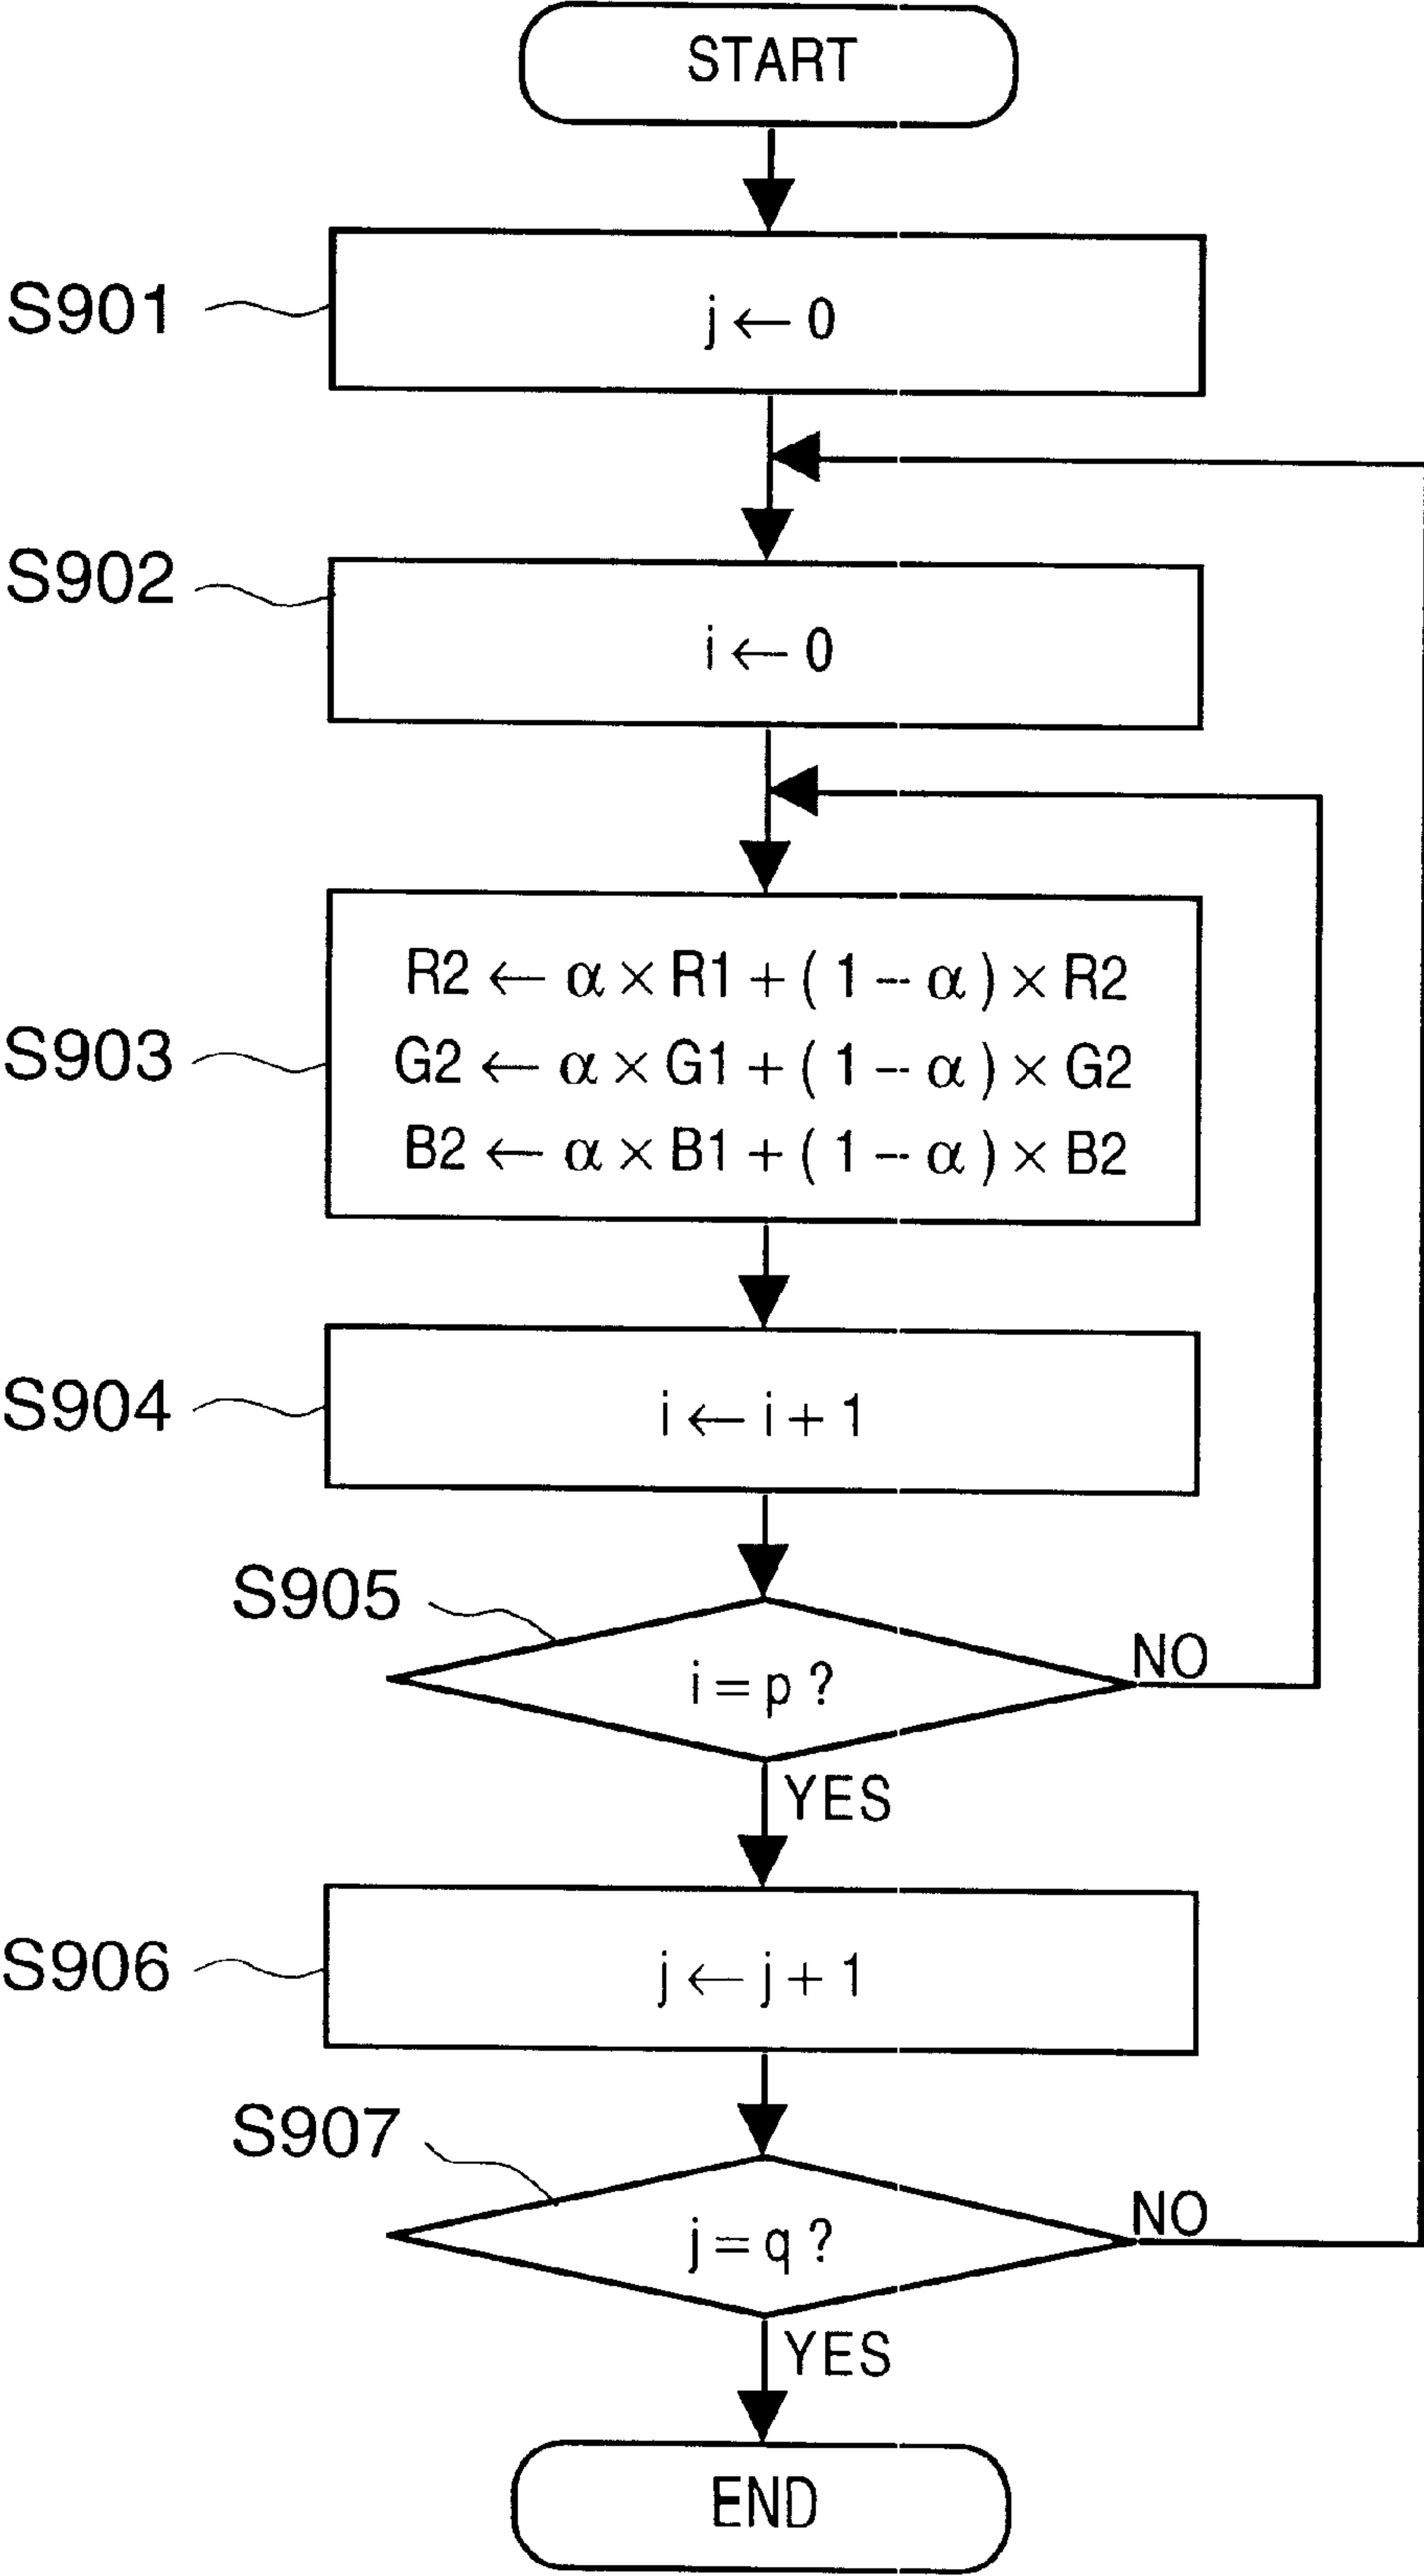 START
S901
j ← 0
S902
i ← 0
S903
R2 ← α × R1 + ( 1 - α ) × R2
G2 ← α × G1 + ( 1 - α ) × G2
B2 ← α × B1 + ( 1 - α ) × B2
S904
i ← i + 1
S905
i = p ?
NO
YES
S906
j ← j + 1
S907
j = q ?
NO
YES
END